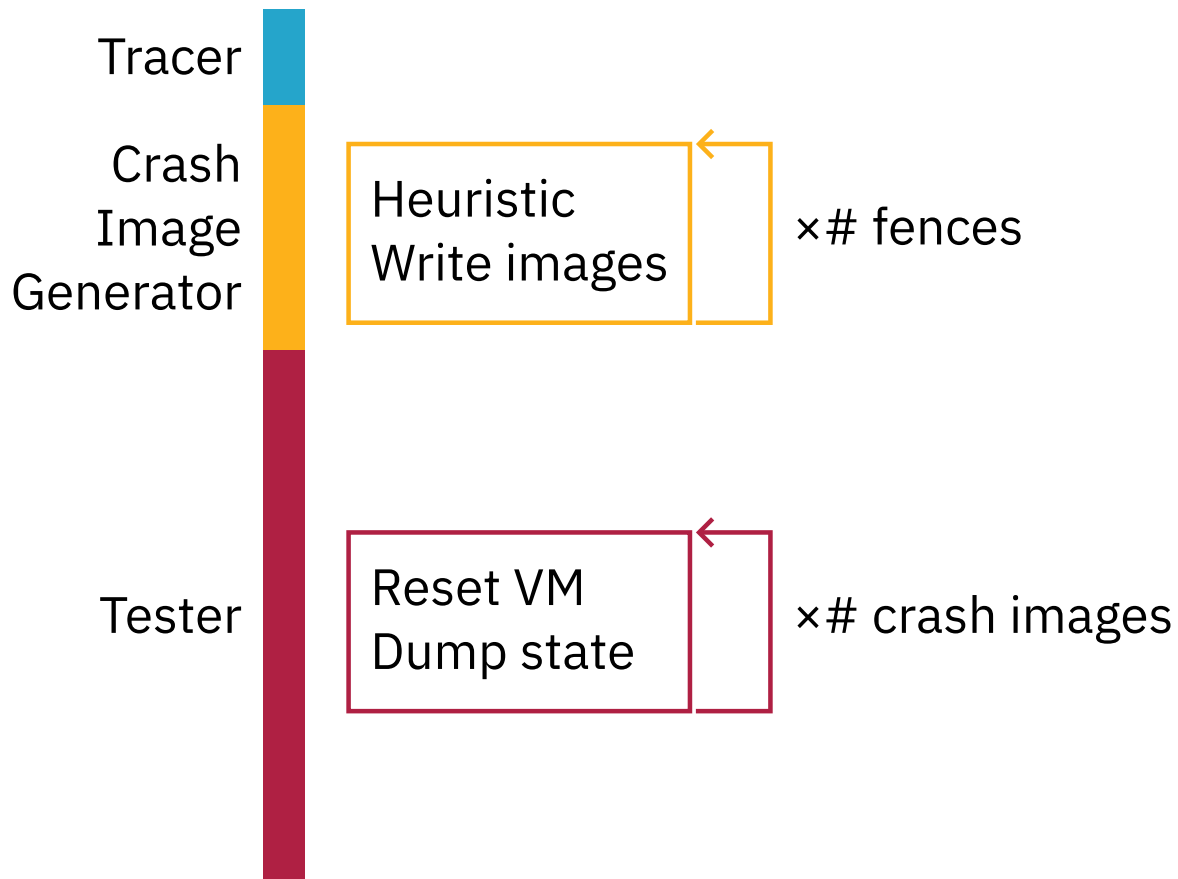 Tracer
Crash
Image
Generator
Heuristic
Write images
×# fences
Tester
Reset VM
Dump state
×# crash images